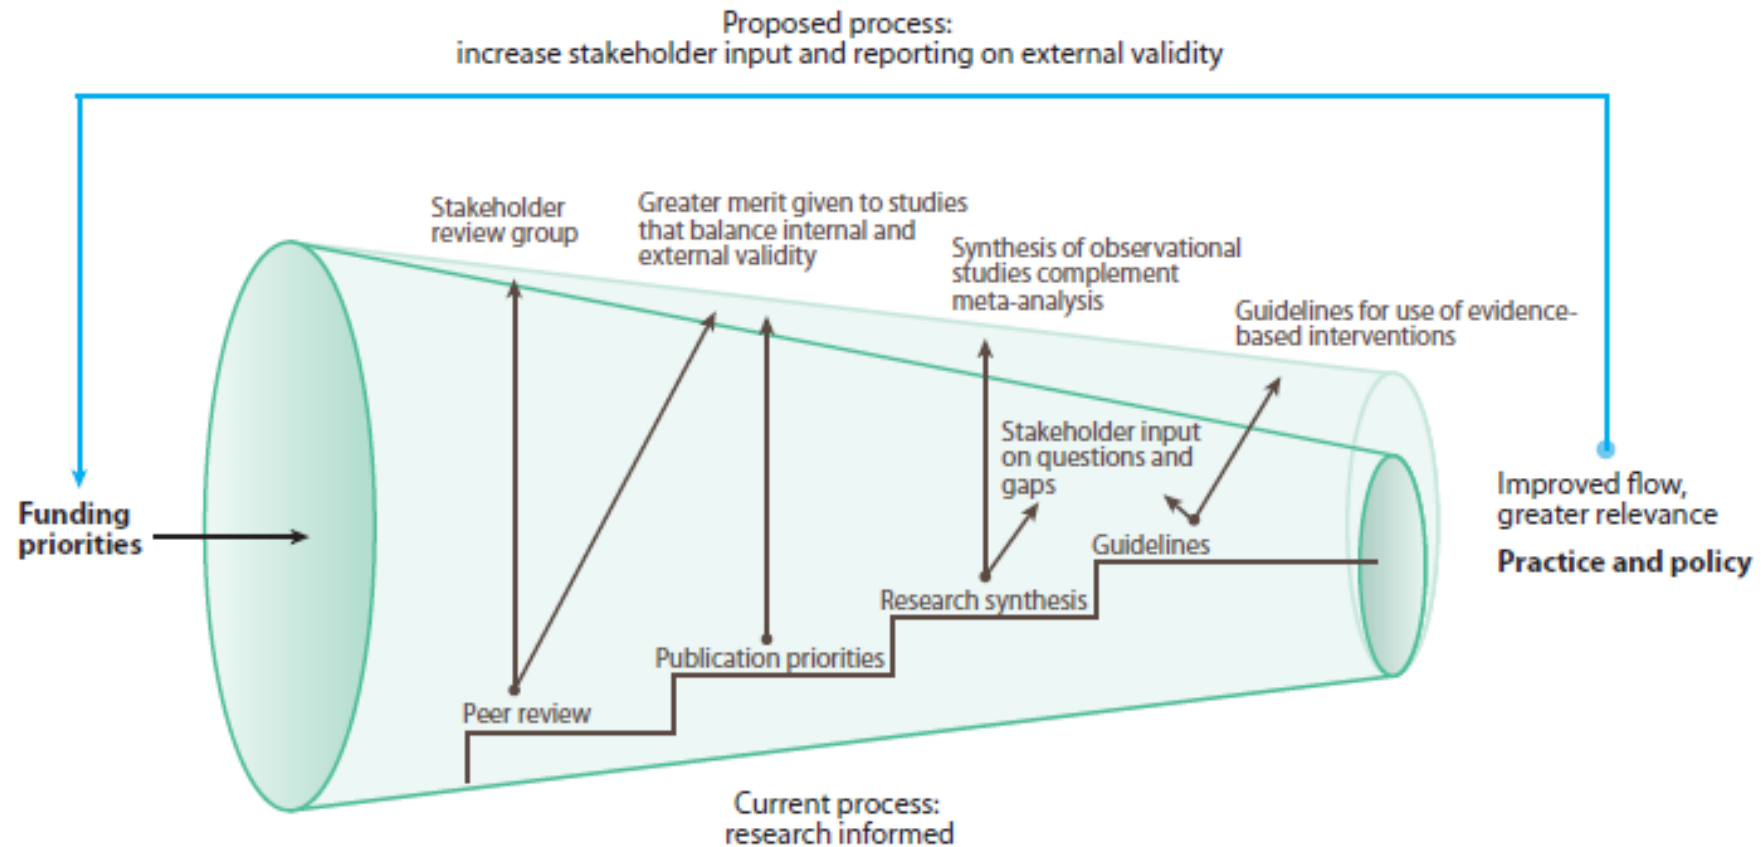 Proposed process:
increase stakeholder input and reporting on external validity
Stakeholder
review group
Greater merit given to studies
that balance internal and
external validity
Synthesis of observational
studies complement
meta-analysis
Guidelines for use of evidence-
based interventions
Stakeholder input
on questions and
gaps
Funding
priorities
Improved flow,
greater relevance
Practice and policy
Guidelines
Research synthesis
Publication priorities
Peer review
Current process:
research informed